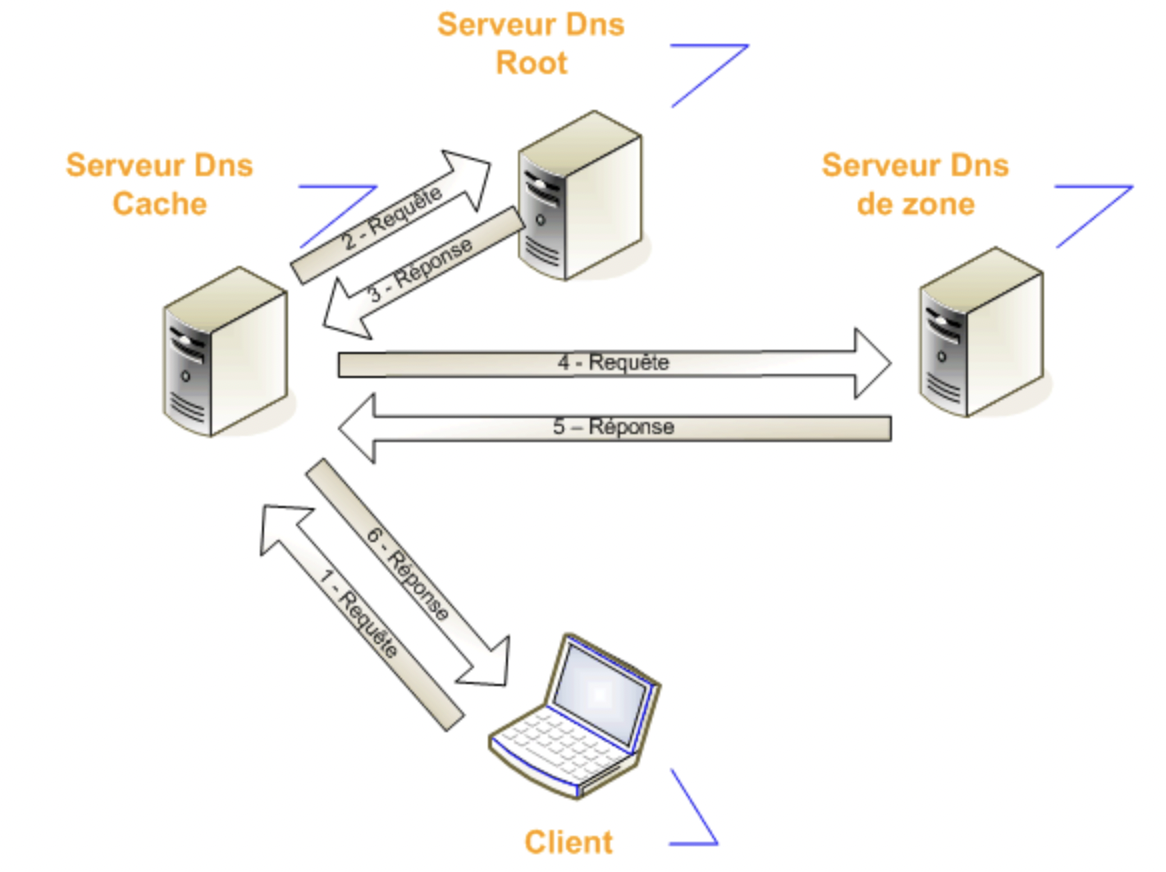 Serveur Dns
Root
Serveur Dns
Cache
Serveur Dns
de zone
2 - Requête
3 - Réponse
4 - Requête
5 – Réponse
6 - Réponse
1 - Requête
Client